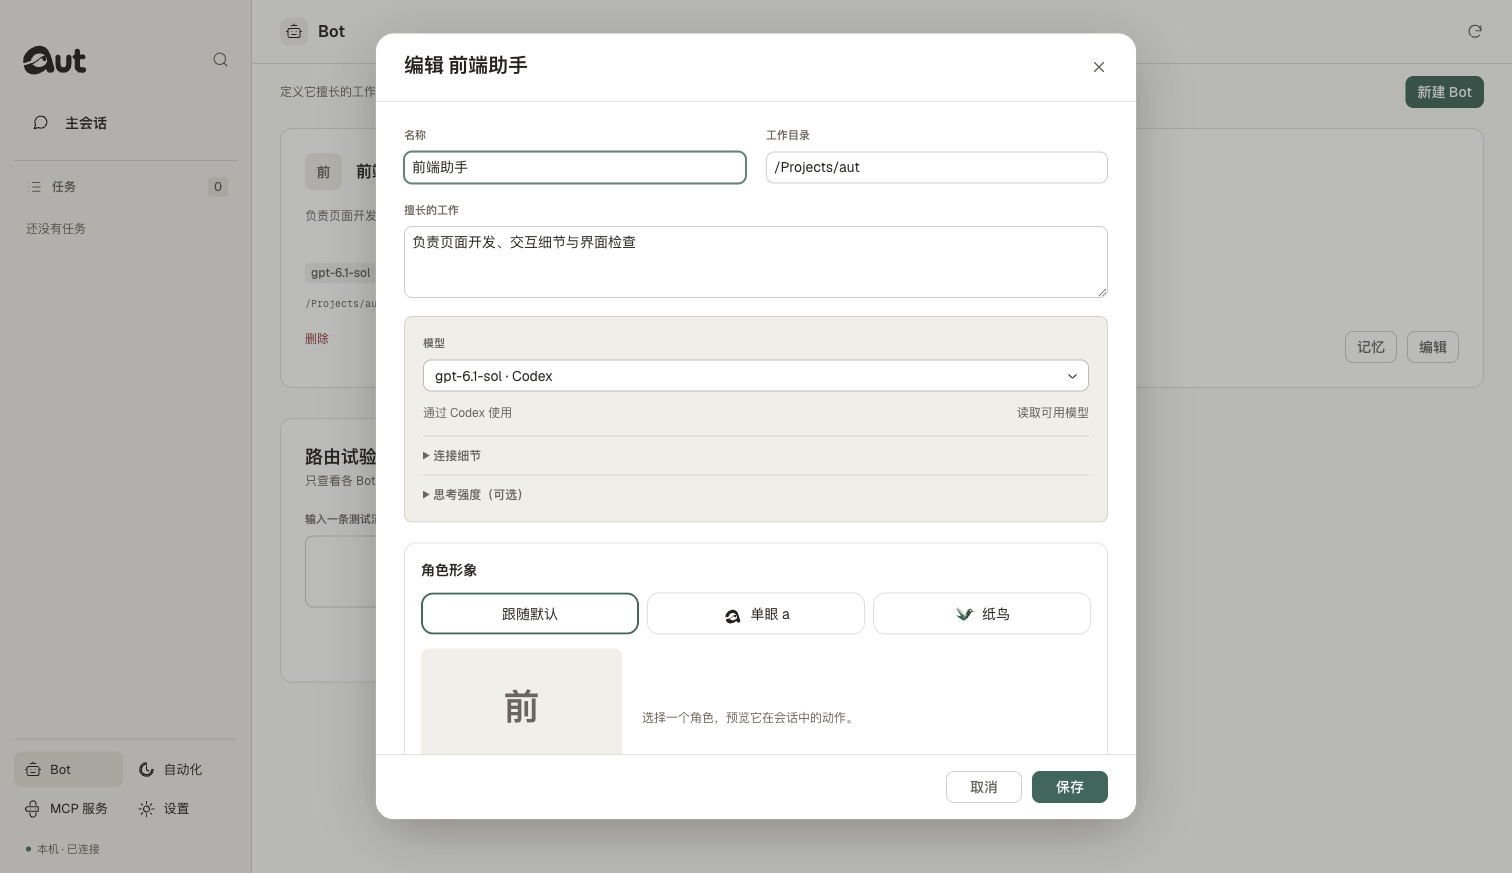 aut
主会话
任务
0
还没有任务
Bot
自动化
MCP 服务
设置
本机 · 已连接
Bot
定义它擅长的工作
新建 Bot
前
负责页面开发
gpt-6.1-sol
删除
记忆
编辑
路由试验
只查看各 Bot
编辑 前端助手
名称
工作目录
前端助手
/Projects/aut
擅长的工作
负责页面开发、交互细节与界面检查
模型
gpt-6.1-sol · Codex
通过 Codex 使用
读取可用模型
连接细节
思考强度（可选）
角色形象
跟随默认
单眼 a
纸鸟
前
选择一个角色，预览它在会话中的动作。
取消
保存